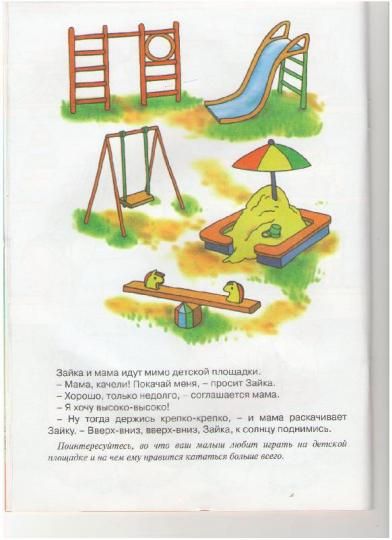 Зайка и мама идут мимо детской площадки.
– Мама, качели! Покачай меня, – просит Зайка.
– Хорошо, только недолго, – соглашается мама.
– Я хочу высоко-высоко!
– Ну тогда держись крепко-крепко, – и мама раскачивает
Зайку. – Вверх-вниз, вверх-вниз, Зайка, к солнцу поднимись.
Поинтересуйтесь, во что ваш малыш любит играть на детской
площадке и на чем ему нравится кататься больше всего.